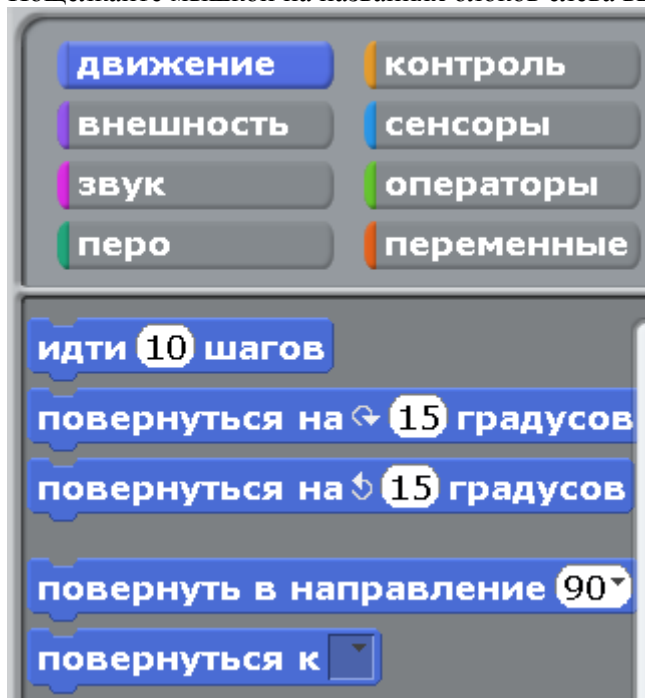 движение контроль
внешность сенсоры
звук операторы
перо переменные
идти 10 шагов
повернуться на 15 градусов
повернуться на 15 градусов
повернуть в направление 90
повернуться к